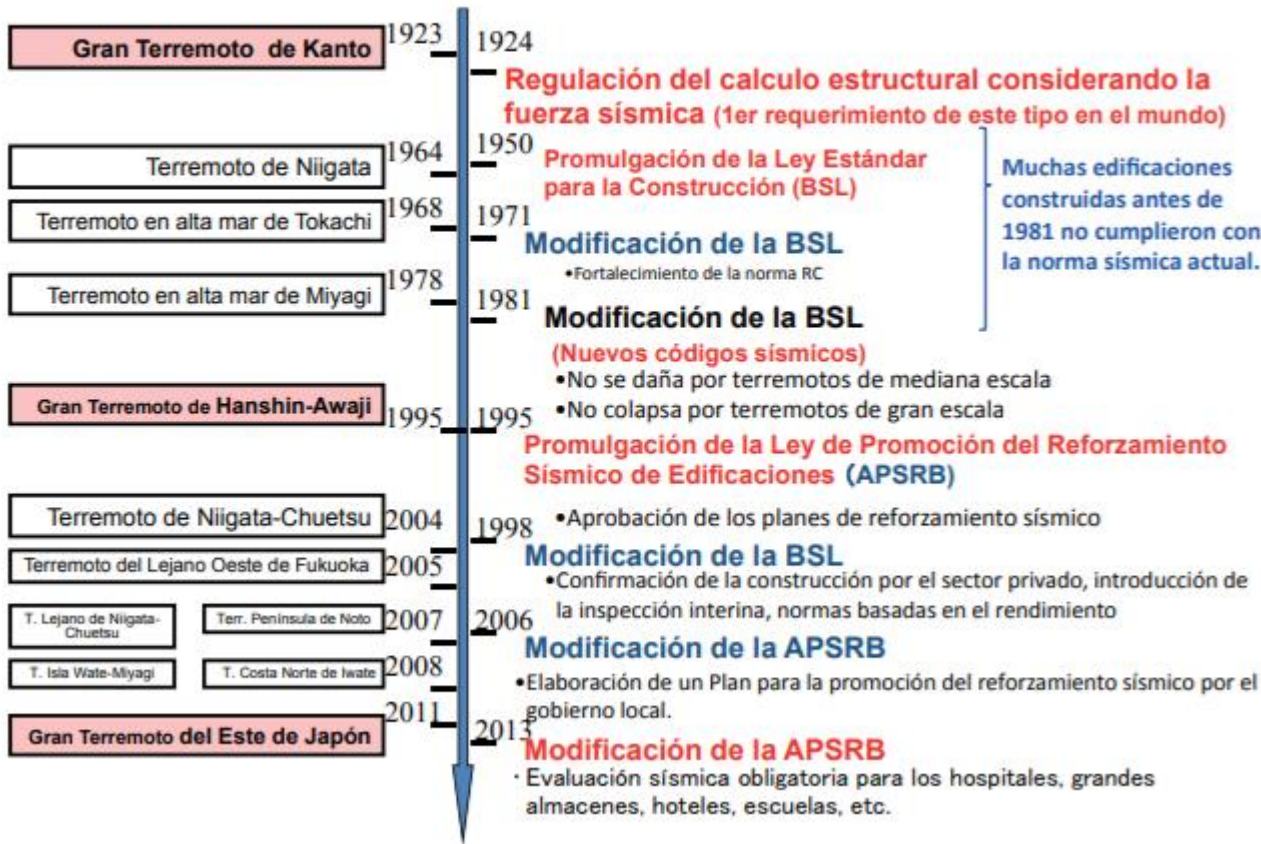 Gran Terremoto de Kanto
1923
1924
Regulación del calculo estructural considerando la
fuerza sísmica (1er requerimiento de este tipo en el mundo)
Terremoto de Niigata
1964
1950
Promulgación de la Ley Estándar
para la Construcción (BSL)
Muchas edificaciones
construidas antes de
1981 no cumplieron con
la norma sísmica actual.
Terremoto en alta mar de Tokachi
1968
1971
Modificación de la BSL
•Fortalecimiento de la norma RC
Terremoto en alta mar de Miyagi
1978
1981
Modificación de la BSL
(Nuevos códigos sísmicos)
•No se daña por terremotos de mediana escala
•No colapsa por terremotos de gran escala
Gran Terremoto de Hanshin-Awaji
1995
1995
Promulgación de la Ley de Promoción del Reforzamiento
Sísmico de Edificaciones (APSRB)
•Aprobación de los planes de reforzamiento sísmico
Terremoto de Niigata-Chuetsu
2004
1998
Modificación de la BSL
•Confirmación de la construcción por el sector privado, introducción de
la inspección interina, normas basadas en el rendimiento
Terremoto del Lejano Oeste de Fukuoka
2005
T. Lejano de Niigata-
Chuetsu
Terr. Península de Noto
2007
2006
Modificación de la APSRB
•Elaboración de un Plan para la promoción del reforzamiento sísmico por el
gobierno local.
T. Isla Wate-Miyagi
T. Costa Norte de Iwate
2008
Gran Terremoto del Este de Japón
2011
2013
Modificación de la APSRB
· Evaluación sísmica obligatoria para los hospitales, grandes
almacenes, hoteles, escuelas, etc.